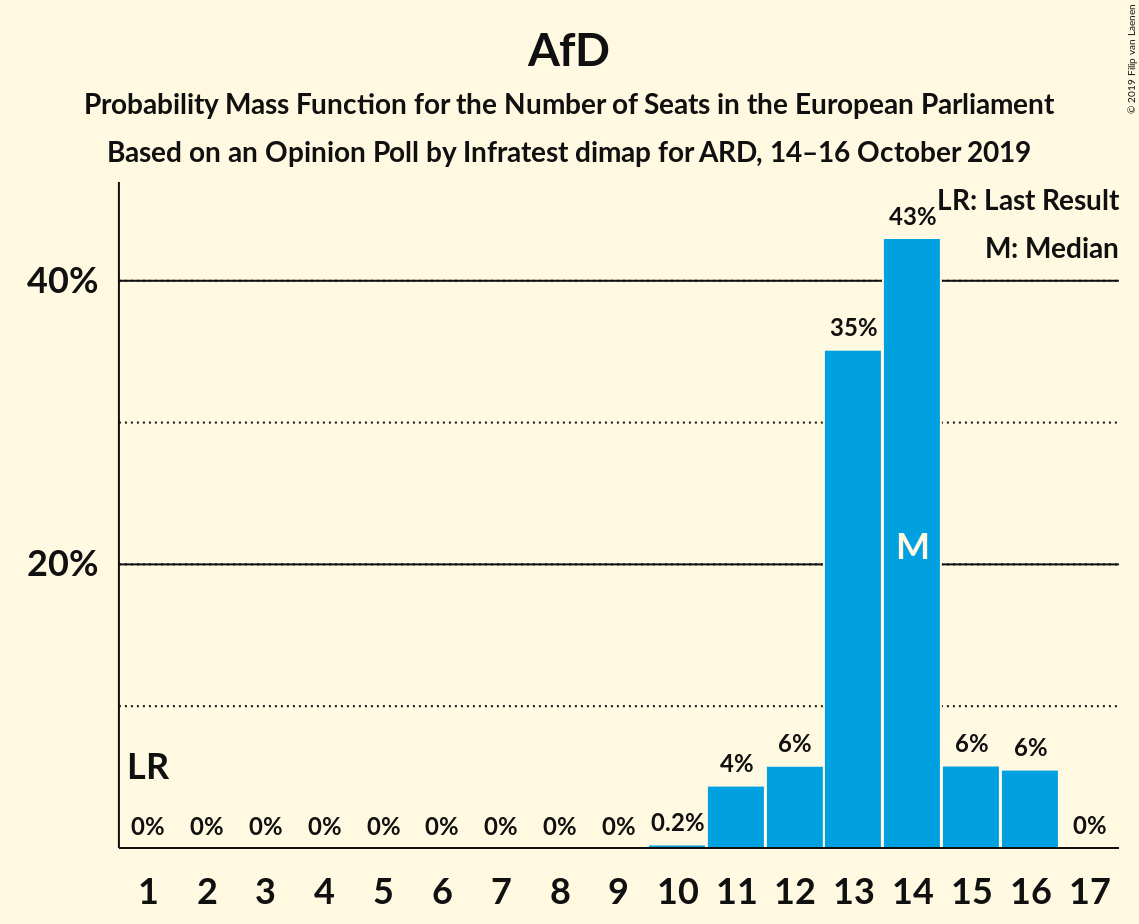 AfD
Probability Mass Function for the Number of Seats in the European Parliament
Based on an Opinion Poll by Infratest dimap for ARD, 14–16 October 2019
© 2019 Filip van Laenen
LR: Last Result
M: Median
40%
20%
43%
35%
M
LR
0% 0% 0% 0% 0% 0% 0% 0% 0% 0.2% 4% 6% 6% 6% 0%
1 2 3 4 5 6 7 8 9 10 11 12 13 14 15 16 17